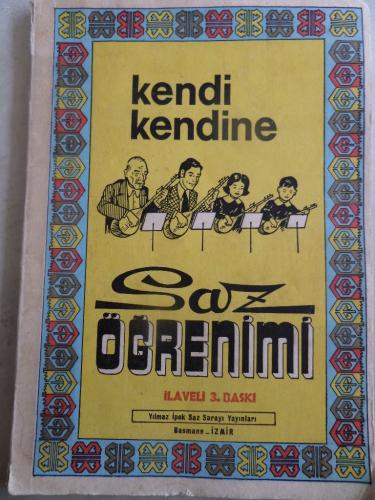 kendi
kendine
Saz
ÖĞRENİMİ
İLAVELİ 3. BASKI
Yılmaz İpek Saz Sarayı Yayınları
Basmane - İZMİR